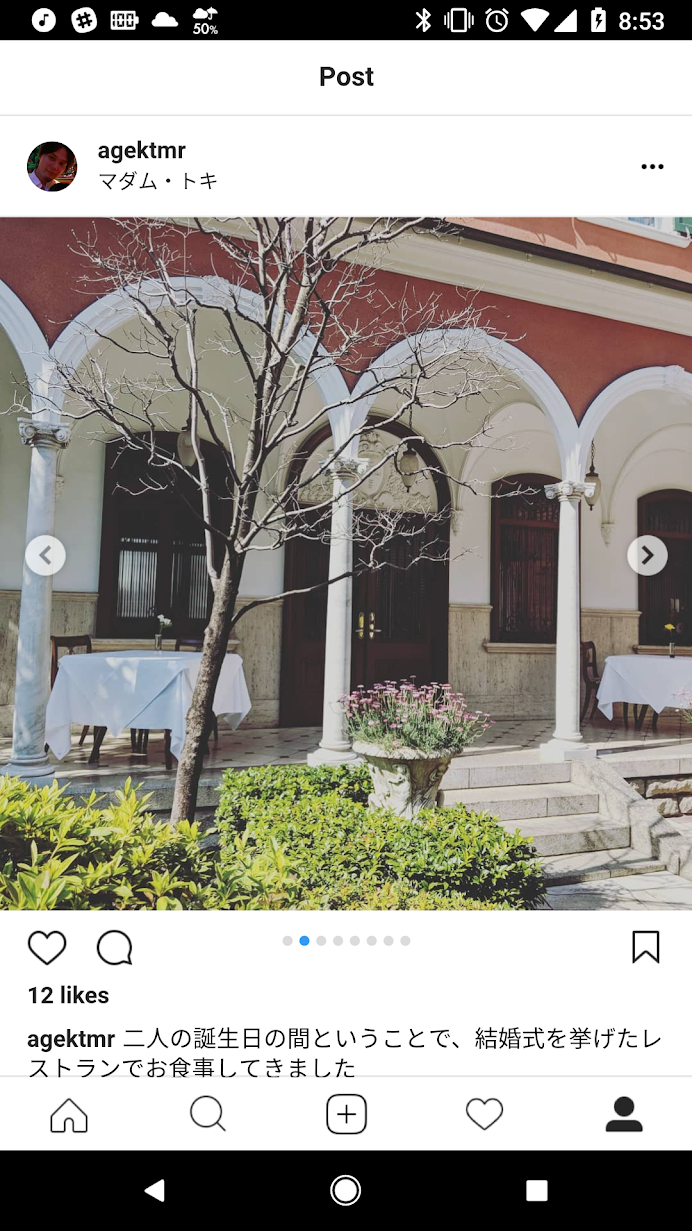 50%
8:53
Post
agektmr
マダム・トキ
12 likes
agektmr 二人の誕生日の間ということで、結婚式を挙げたレ
ストランでお食事してきました